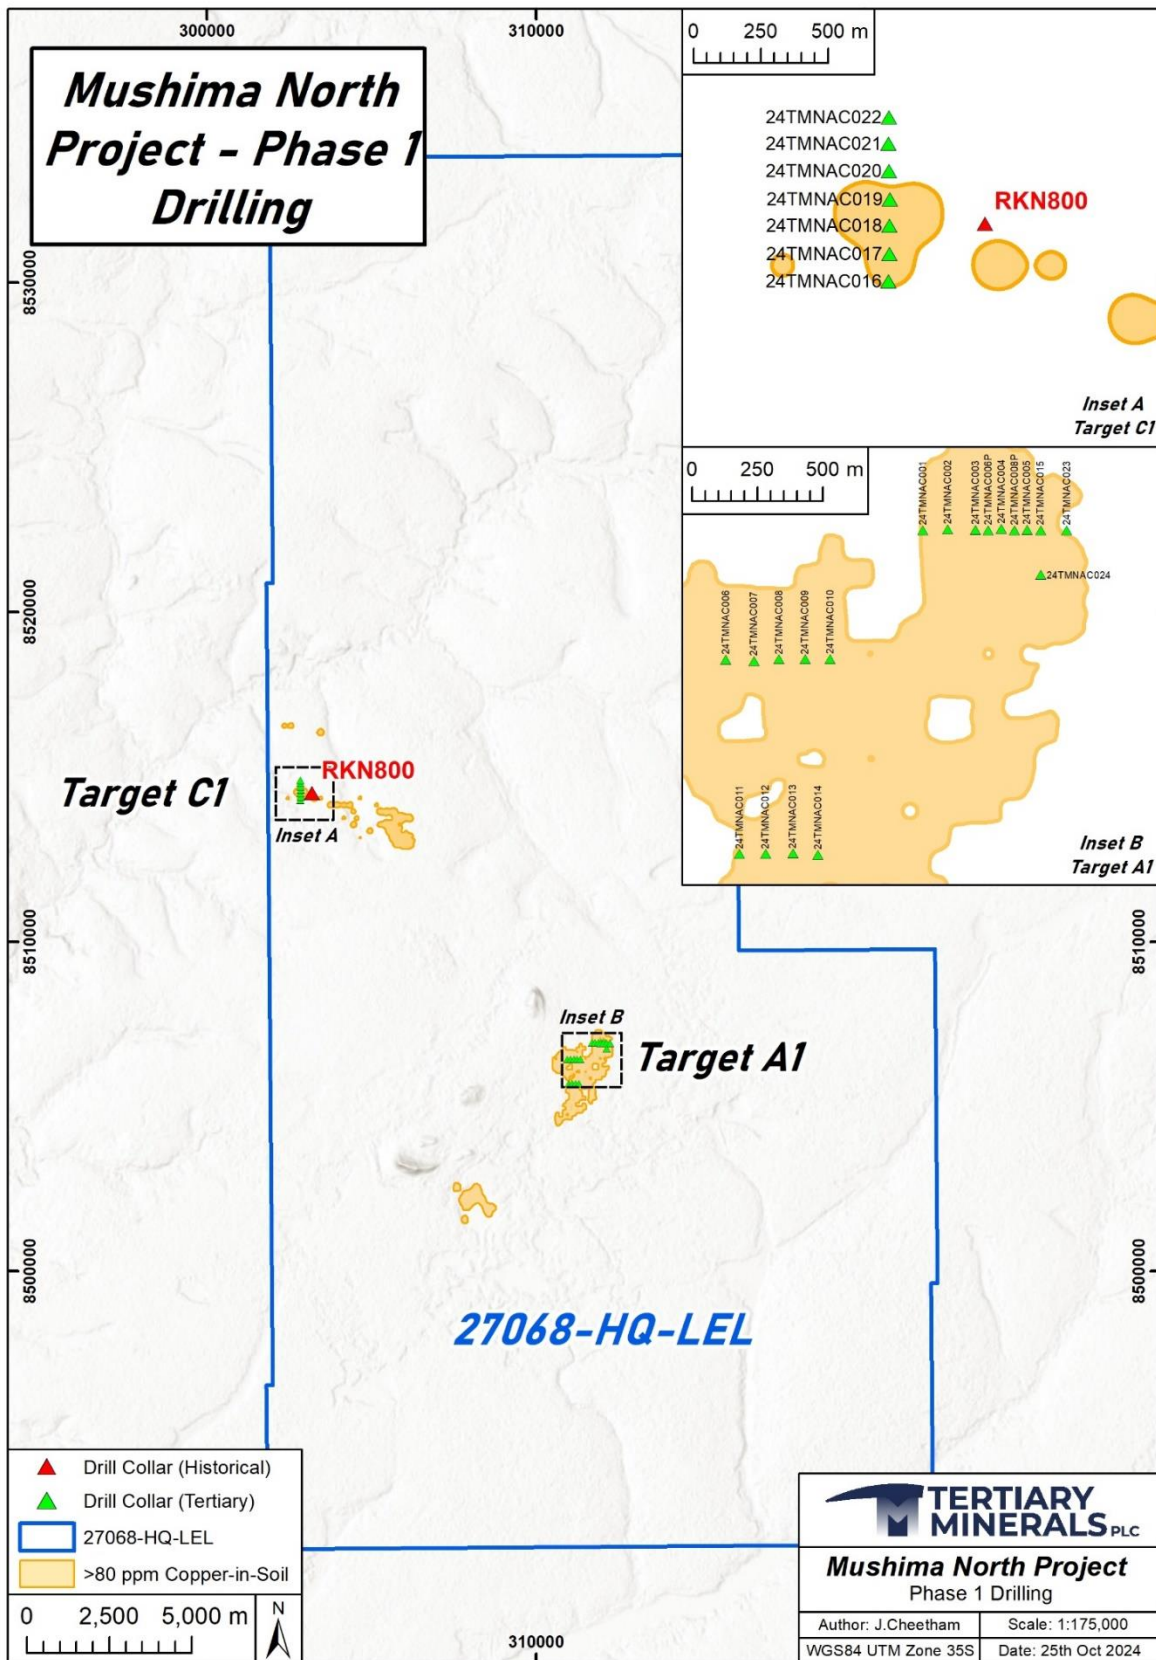 300000
310000
Mushima North
Project - Phase 1
Drilling
0 250 500 m
24TMNAC022
24TMNAC021
24TMNAC020
24TMNAC019
24TMNAC018
24TMNAC017
24TMNAC016
RKN800
Inset A
Target C1
0 250 500 m
24TMNAC001
24TMNAC002
24TMNAC003
24TMNAC006P
24TMNAC004
24TMNAC008P
24TMNAC005
24TMNAC015
24TMNAC023
24TMNAC024
24TMNAC006
24TMNAC007
24TMNAC008
24TMNAC009
24TMNAC010
24TMNAC011
24TMNAC012
24TMNAC013
24TMNAC014
Inset B
Target A1
8530000
8520000
Target C1
RKN800
Inset A
8510000
8510000
Inset B
Target A1
8500000
8500000
27068-HQ-LEL
Drill Collar (Historical)
Drill Collar (Tertiary)
27068-HQ-LEL
>80 ppm Copper-in-Soil
0 2,500 5,000 m
N
310000
TERTIARY
MINERALS PLC
Mushima North Project
Phase 1 Drilling
Author: J.Cheetham
Scale: 1:175,000
WGS84 UTM Zone 35S
Date: 25th Oct 2024